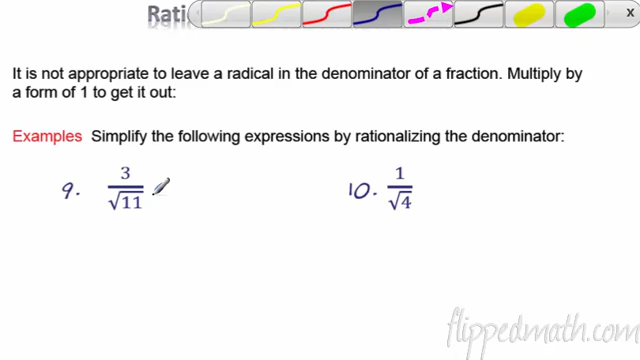 Rati
X
It is not appropriate to leave a radical in the denominator of a fraction. Multiply by
a form of 1 to get it out:
Examples Simplify the following expressions by rationalizing the denominator:
9. 3/√11
10. 1/√4
flippedmath.com